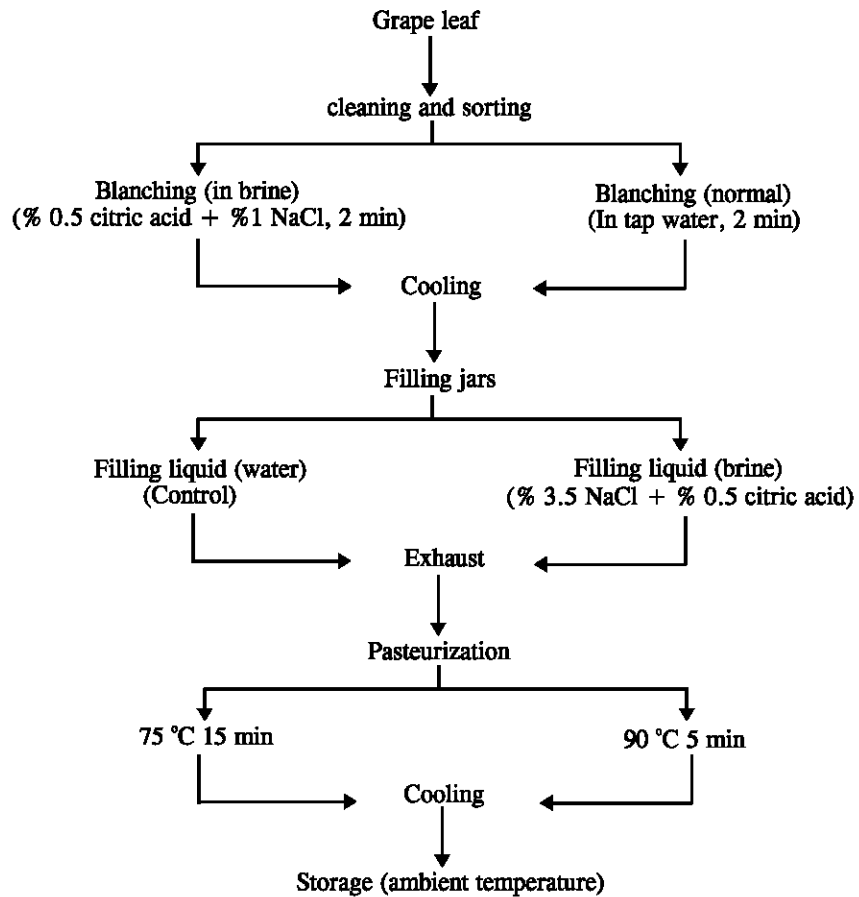 Grape leaf
cleaning and sorting
Blanching (in brine)
(% 0.5 citric acid + %1 NaCl, 2 min)
Blanching (normal)
(In tap water, 2 min)
Cooling
Filling jars
Filling liquid (water)
(Control)
Filling liquid (brine)
(% 3.5 NaCl + % 0.5 citric acid)
Exhaust
Pasteurization
75 °C 15 min
90 °C 5 min
Cooling
Storage (ambient temperature)